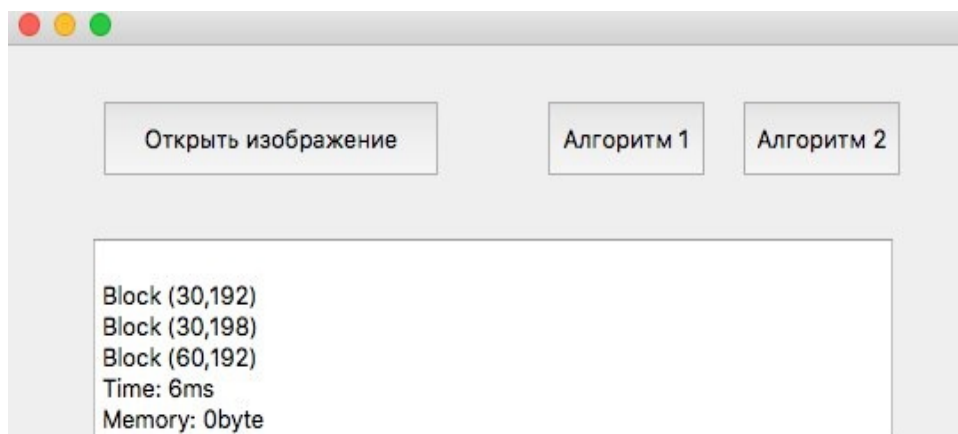 Открыть изображение Алгоритм 1 Алгоритм 2
Block (30,192)
Block (30,198)
Block (60,192)
Time: 6ms
Memory: 0byte